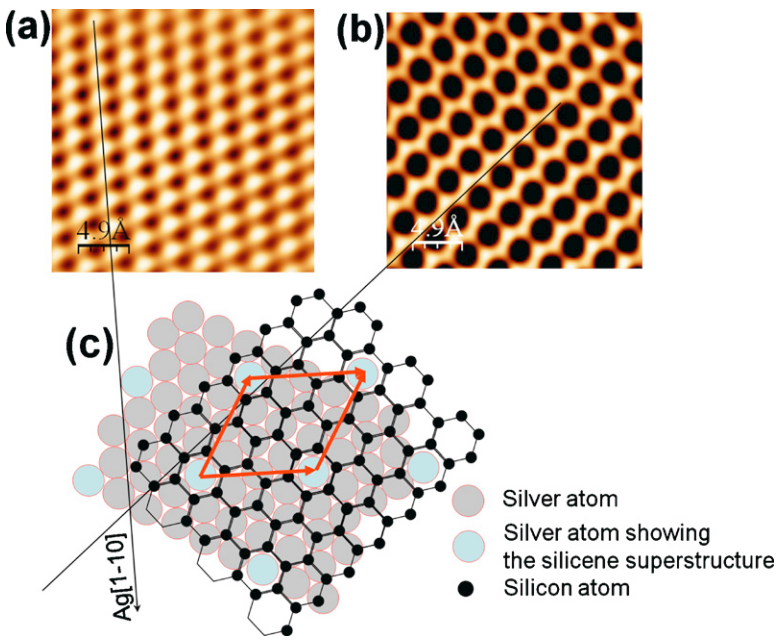 (a)
(b)
4.9Å
4.9Å
(c)
Ag[1-10]
Silver atom
Silver atom showing
the silicene superstructure
Silicon atom